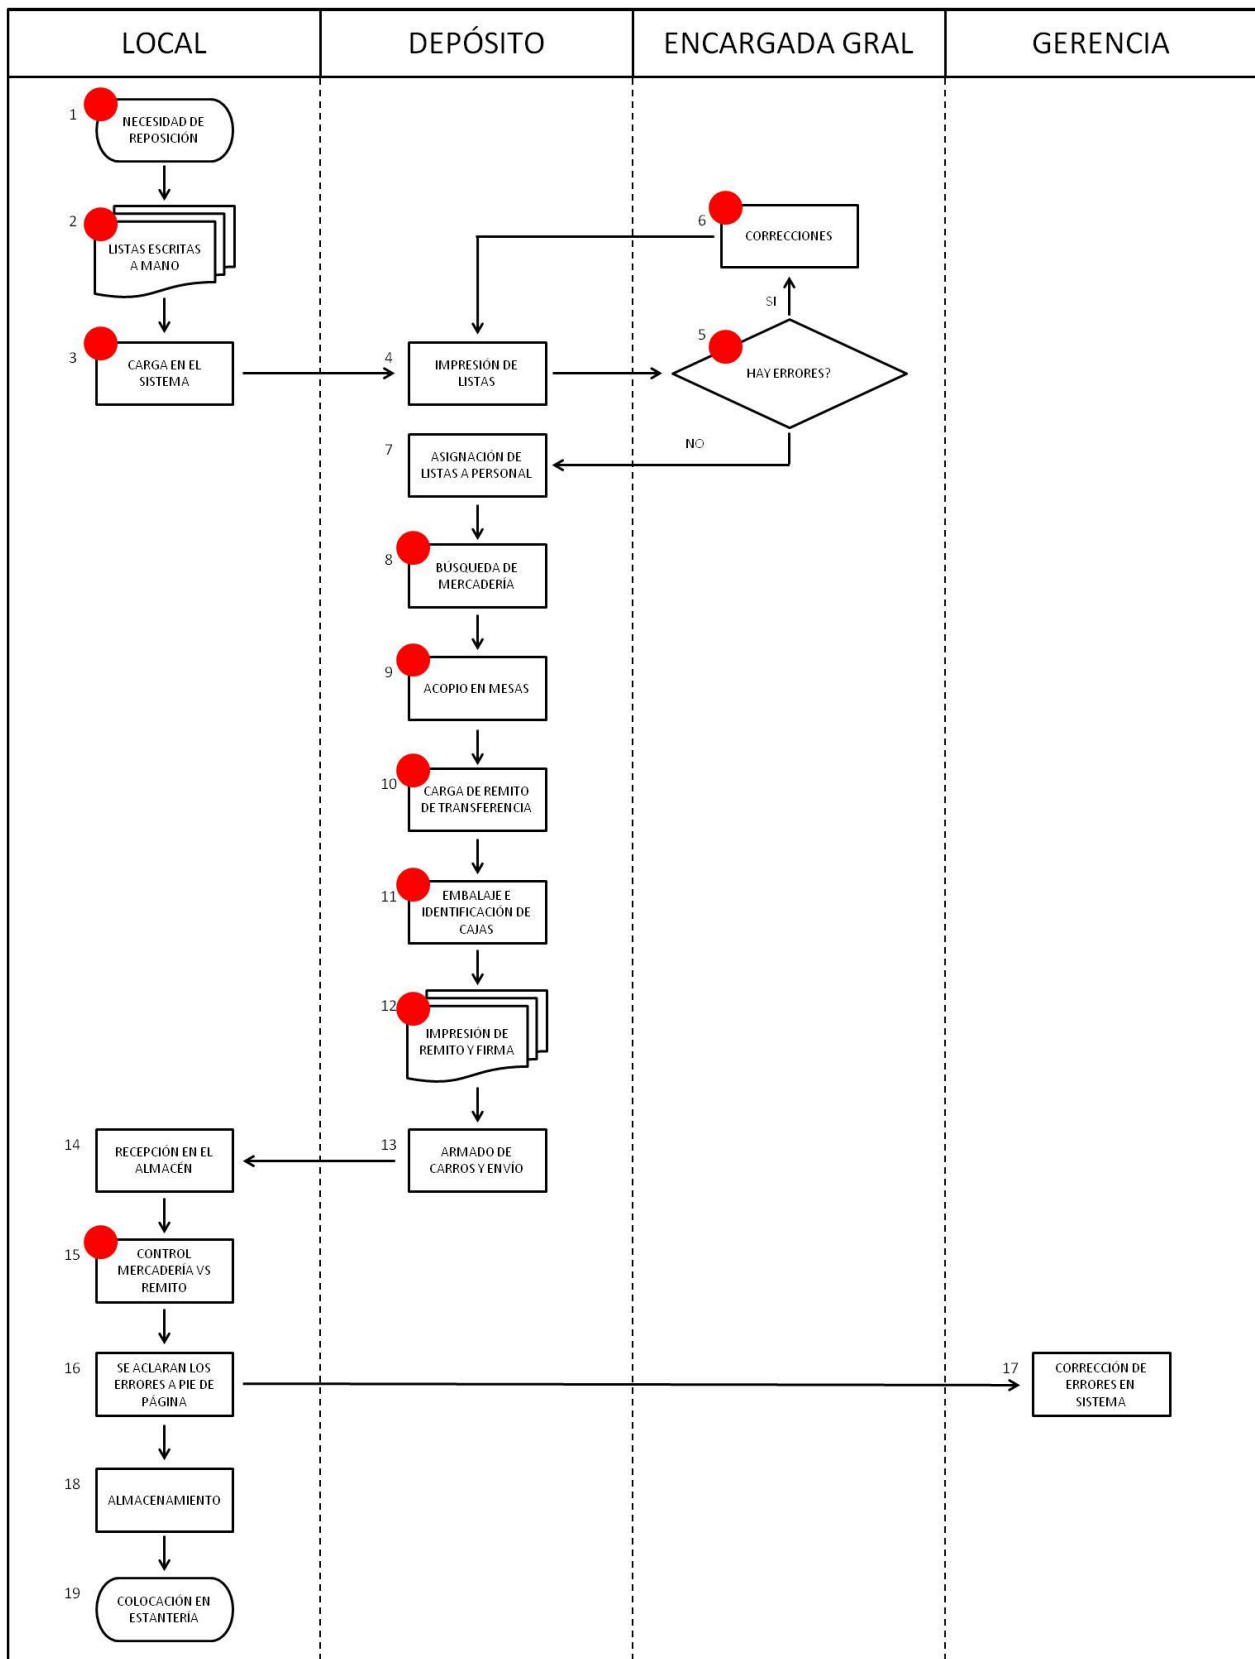 LOCAL
DEPÓSITO
ENCARGADA GRAL
GERENCIA
1
NECESIDAD DE
REPOSICIÓN
2
LISTAS ESCRITAS
A MANO
3
CARGA EN EL
SISTEMA
4
IMPRESIÓN DE
LISTAS
5
HAY ERRORES?
SI
6
CORRECCIONES
NO
7
ASIGNACIÓN DE
LISTAS A PERSONAL
8
BÚSQUEDA DE
MERCADERÍA
9
ACOPIO EN MESAS
10
CARGA DE REMITO
DE TRANSFERENCIA
11
EMBALAJE E
IDENTIFICACIÓN DE
CAJAS
12
IMPRESIÓN DE
REMITO Y FIRMA
13
ARMADO DE
CARROS Y ENVÍO
14
RECEPCIÓN EN EL
ALMACÉN
15
CONTROL
MERCADERÍA VS
REMITO
16
SE ACLARAN LOS
ERRORES A PIE DE
PÁGINA
17
CORRECCIÓN DE
ERRORES EN
SISTEMA
18
ALMACENAMIENTO
19
COLOCACIÓN EN
ESTANTERÍA